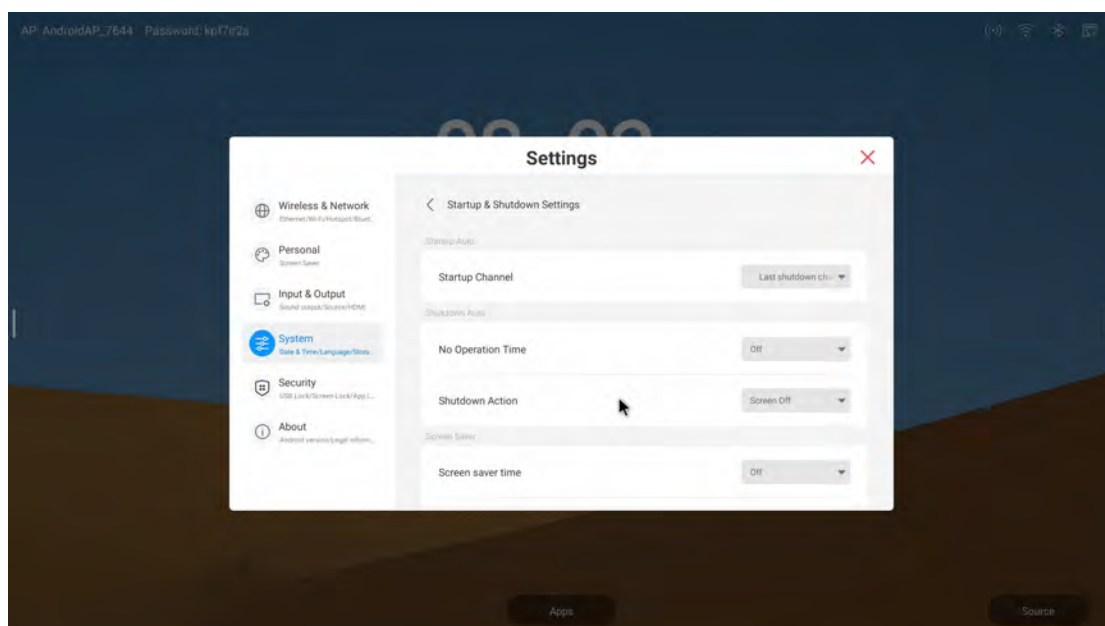 AP: AndroidAP_7644 Password: kpf7ir2s
Settings
Wireless & Network
Ethernet/Wi-Fi/Hotspot/Bluet..
Personal
Screen Saver
Input & Output
Sound output/Source/HDMI
System
Date & Time/Language/Stora..
Security
USB Lock/Screen Lock/App L...
About
Android version/Legal inform...
Startup & Shutdown Settings
Startup Auto
Startup Channel
Last shutdown ch...
Shutdown Auto
No Operation Time
Off
Shutdown Action
Screen Off
Screen Saver
Screen saver time
Off
Apps
Source